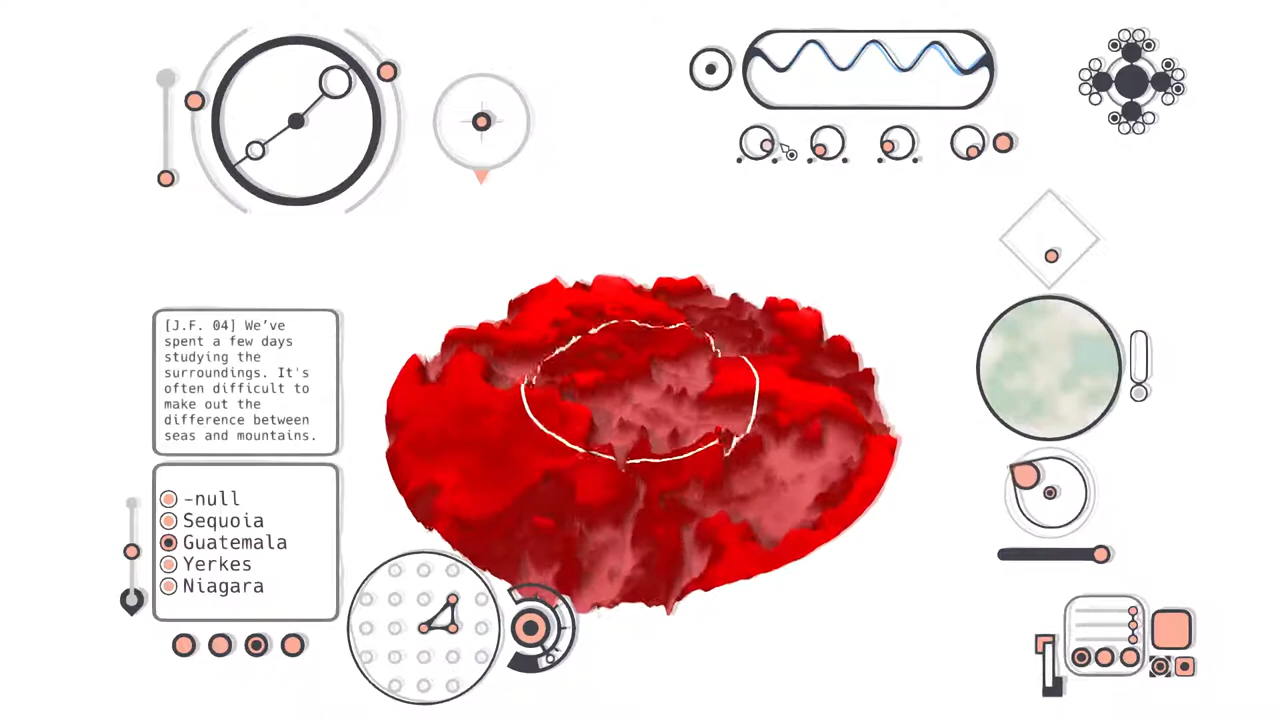 [J.F. 04] We’ve
spent a few days
studying the
surroundings. It's
often difficult to
make out the
difference between
seas and mountains.
-null
Sequoia
Guatemala
Yerkes
Niagara